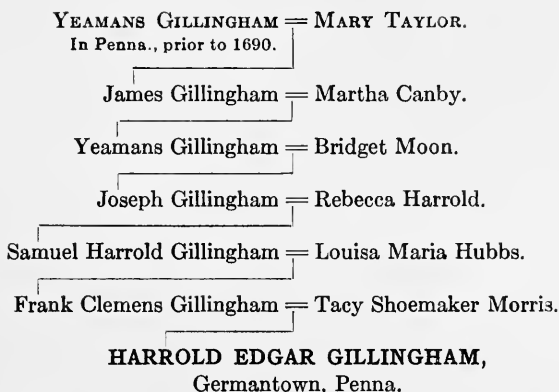 YEAMANS GILLINGHAM = MARY TAYLOR.
In Penna., prior to 1690.
James Gillingham = Martha Canby.
Yeamans Gillingham = Bridget Moon.
Joseph Gillingham = Rebecca Harrold.
Samuel Harrold Gillingham = Louisa Maria Hubbs.
Frank Clemens Gillingham = Tacy Shoemaker Morris.
HARROLD EDGAR GILLINGHAM,
Germantown, Penna.